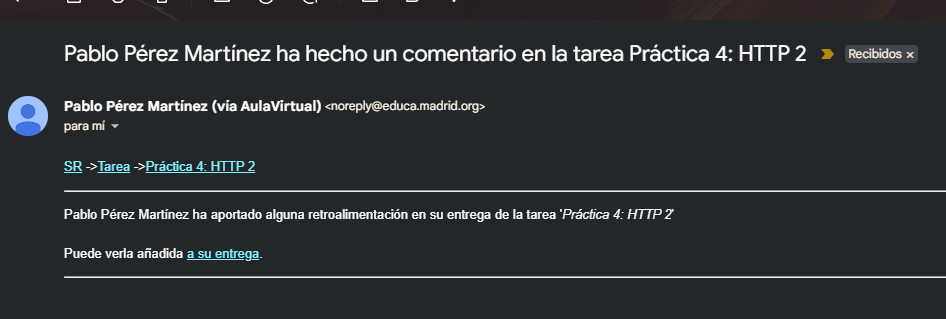 Pablo Pérez Martínez ha hecho un comentario en la tarea Práctica 4: HTTP 2 Recibidos ×
Pablo Pérez Martínez (vía AulaVirtual) <noreply@educa.madrid.org>
para mí
SR ->Tarea ->Práctica 4: HTTP 2
Pablo Pérez Martínez ha aportado alguna retroalimentación en su entrega de la tarea 'Práctica 4: HTTP 2'
Puede verla añadida a su entrega.